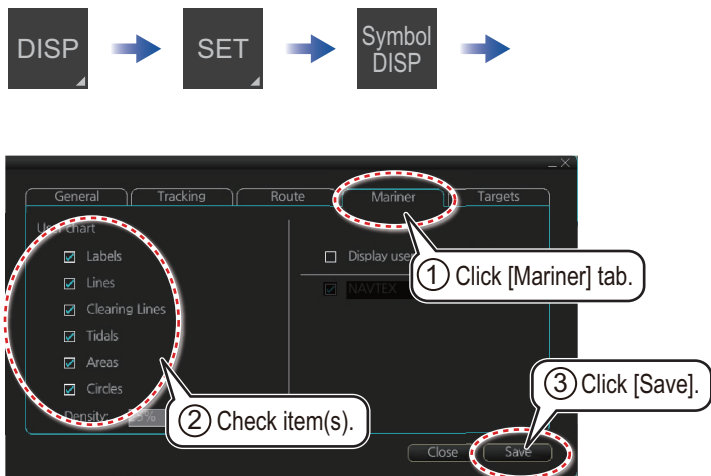 DISP
SET
Symbol
DISP
General
Tracking
Route
Mariner
Targets
chart
Labels
Display
NAVTEX
Lines
Clearing Lines
Tidals
Areas
Circles
Density:
① Click [Mariner] tab.
② Check item(s).
③ Click [Save].
Close
Save